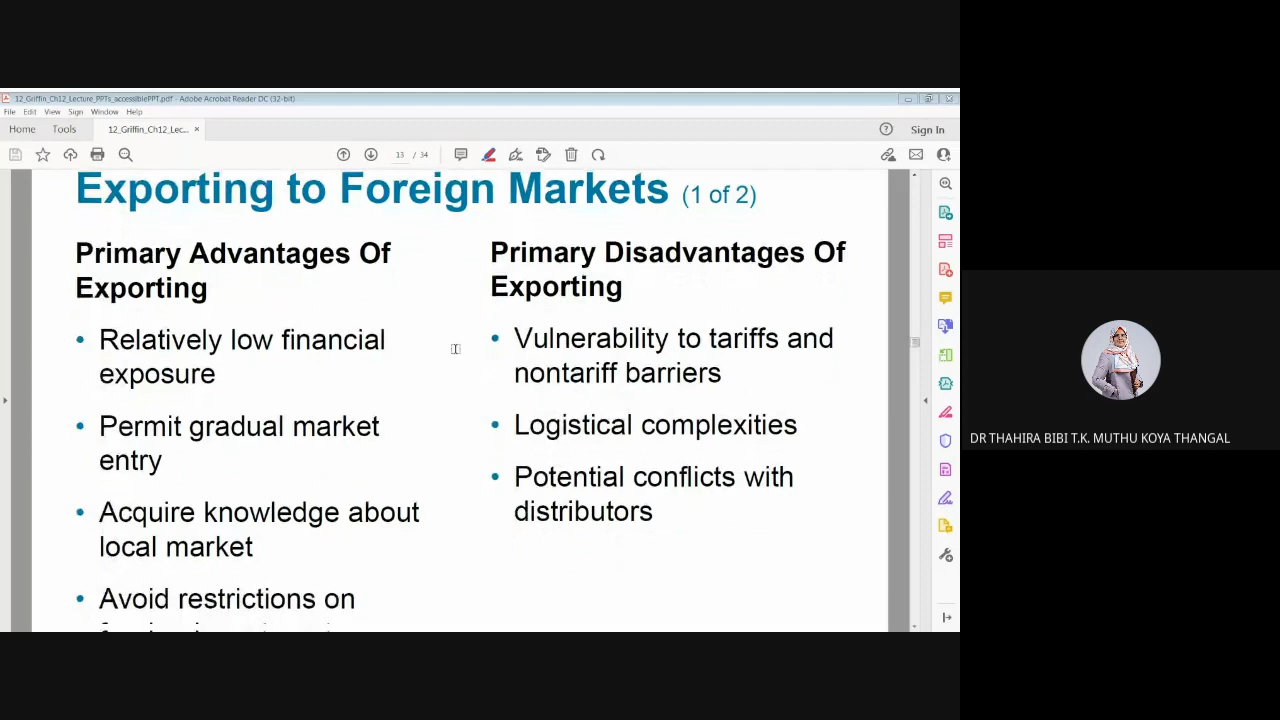 12_Griffin_Ch12_Lecture_PPTs_accessiblePPT.pdf - Adobe Acrobat Reader DC (32-bit)
File Edit View Sign Window Help
Home Tools 12_Griffin_Ch12_Lec... × Sign In
13 / 34
Exporting to Foreign Markets (1 of 2)
Primary Advantages Of
Exporting
• Relatively low financial
exposure
• Permit gradual market
entry
• Acquire knowledge about
local market
• Avoid restrictions on
Primary Disadvantages Of
Exporting
• Vulnerability to tariffs and
nontariff barriers
• Logistical complexities
• Potential conflicts with
distributors
DR THAHIRA BIBI T.K. MUTHU KOYA THANGAL